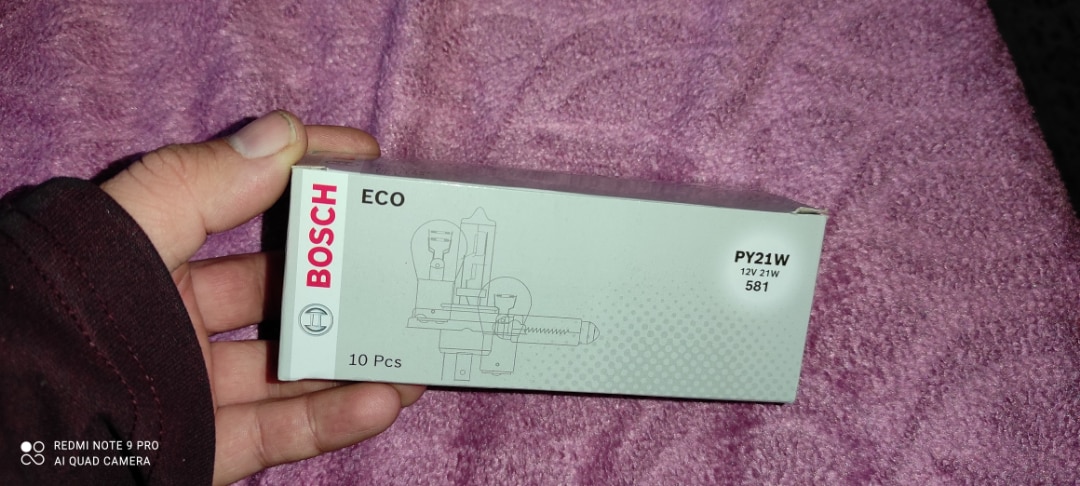 BOSCH
ECO
PY21W
12V 21W
581
10 Pcs
REDMI NOTE 9 PRO
AI QUAD CAMERA